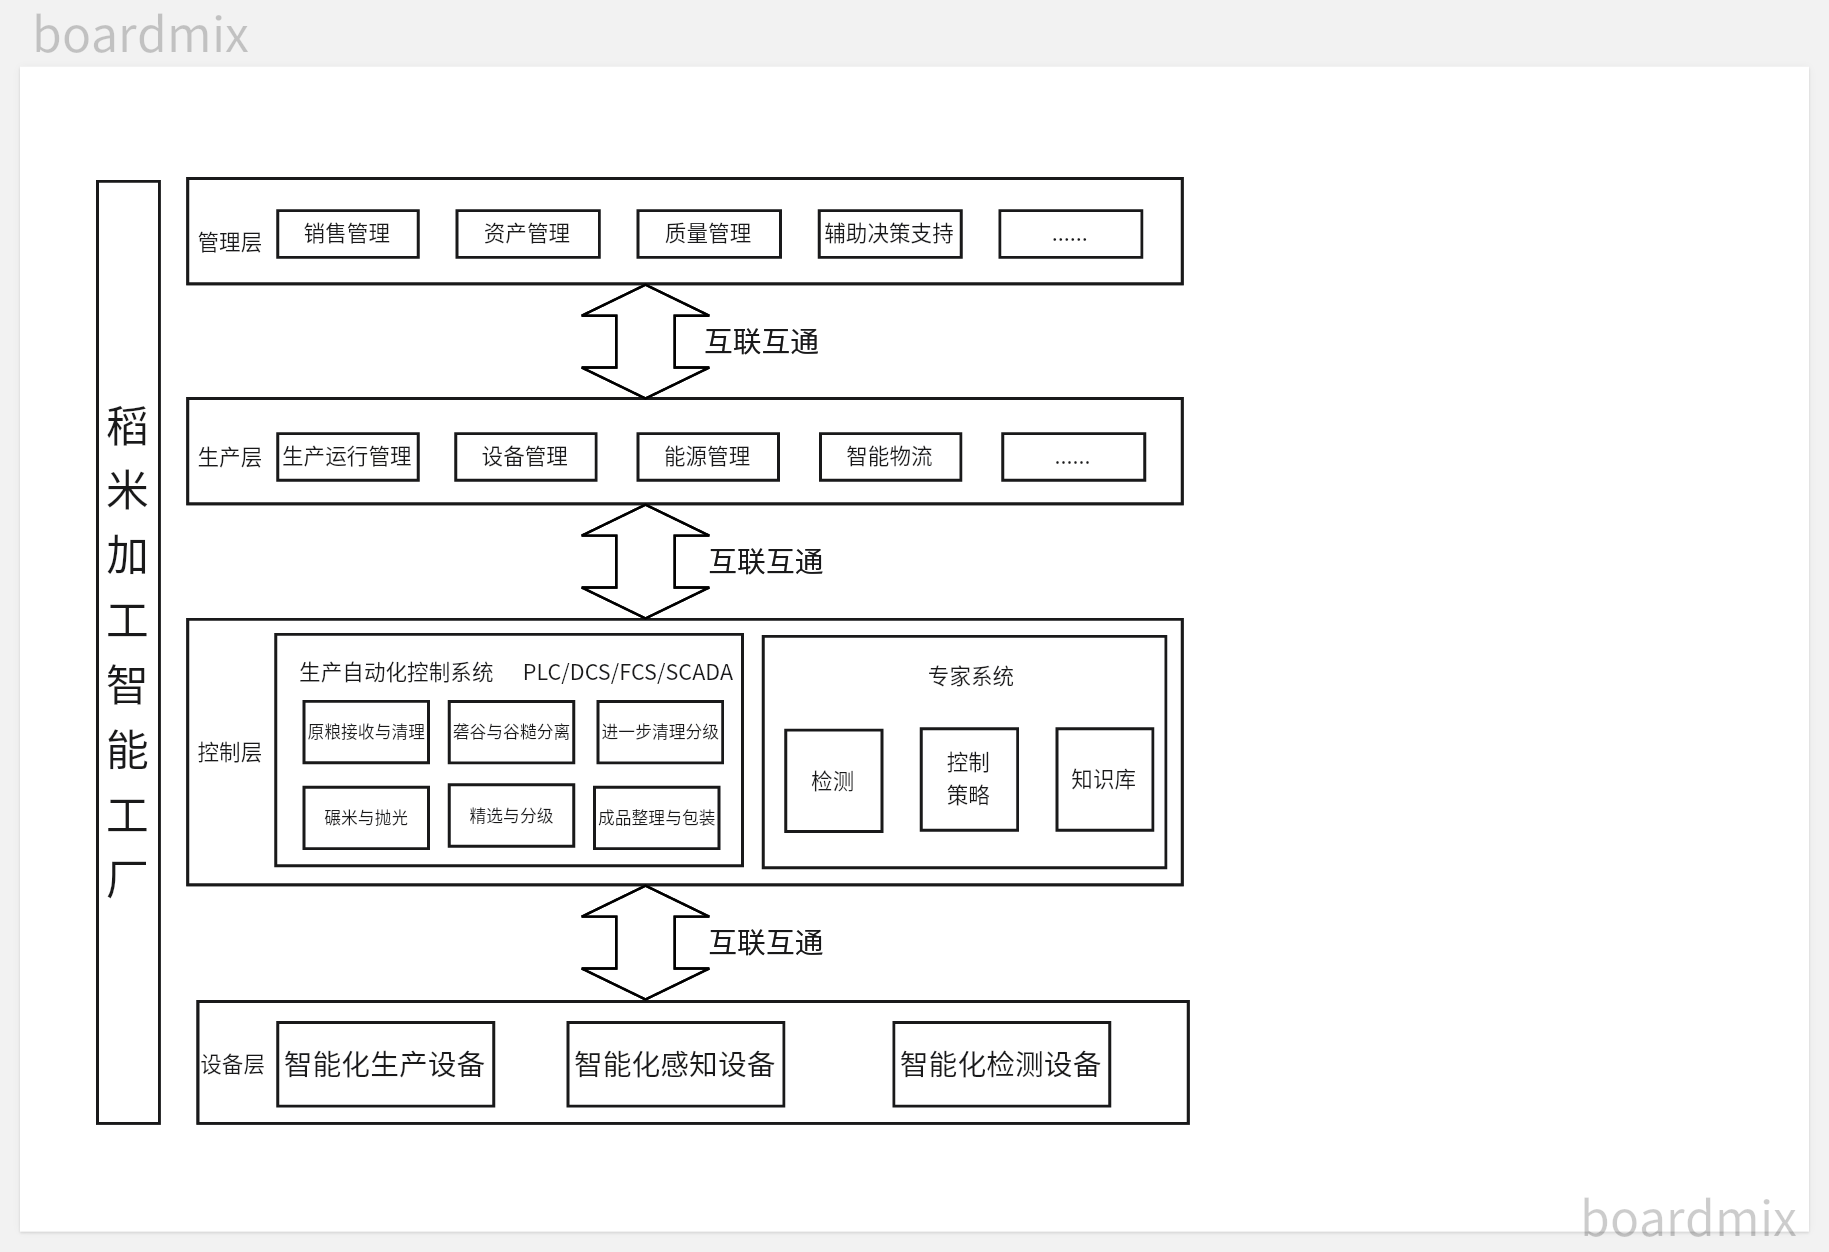 boardmix
稻米加工智能工厂
管理层
销售管理
资产管理
质量管理
辅助决策支持
......
互联互通
生产层
生产运行管理
设备管理
能源管理
智能物流
......
互联互通
控制层
生产自动化控制系统 PLC/DCS/FCS/SCADA
原粮接收与清理
砻谷与谷糙分离
进一步清理分级
碾米与抛光
精选与分级
成品整理与包装
专家系统
检测
控制
策略
知识库
互联互通
设备层
智能化生产设备
智能化感知设备
智能化检测设备
boardmix